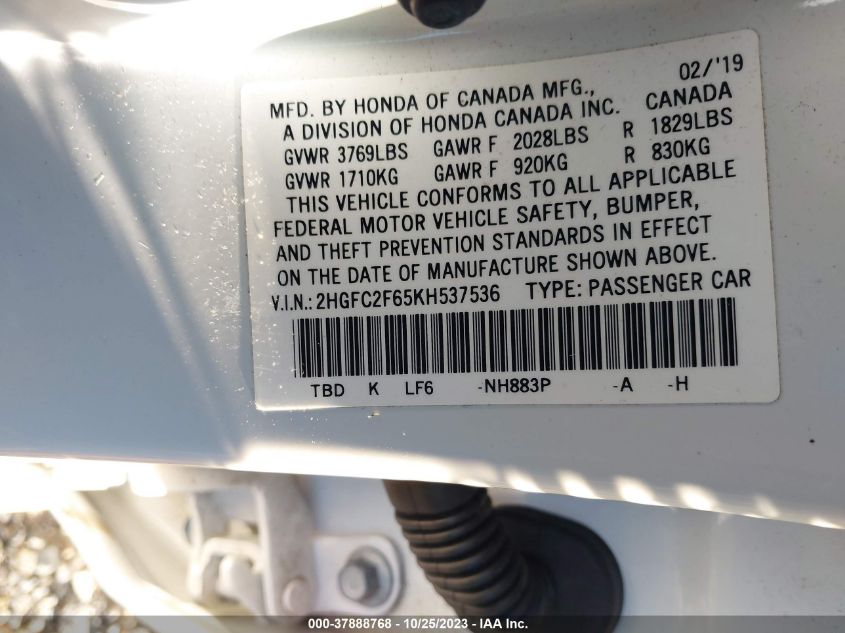 02/'19
MFD. BY HONDA OF CANADA MFG.,
A DIVISION OF HONDA CANADA INC. CANADA
GVWR 3769LBS GAWR F 2028LBS R 1829LBS
GVWR 1710KG GAWR F 920KG R 830KG
THIS VEHICLE CONFORMS TO ALL APPLICABLE
FEDERAL MOTOR VEHICLE SAFETY, BUMPER,
AND THEFT PREVENTION STANDARDS IN EFFECT
ON THE DATE OF MANUFACTURE SHOWN ABOVE.
V.I.N.: 2HGFC2F65KH537536 TYPE: PASSENGER CAR
TBD K LF6 -NH883P -A -H
000-37888768 - 10/25/2023 - IAA Inc.